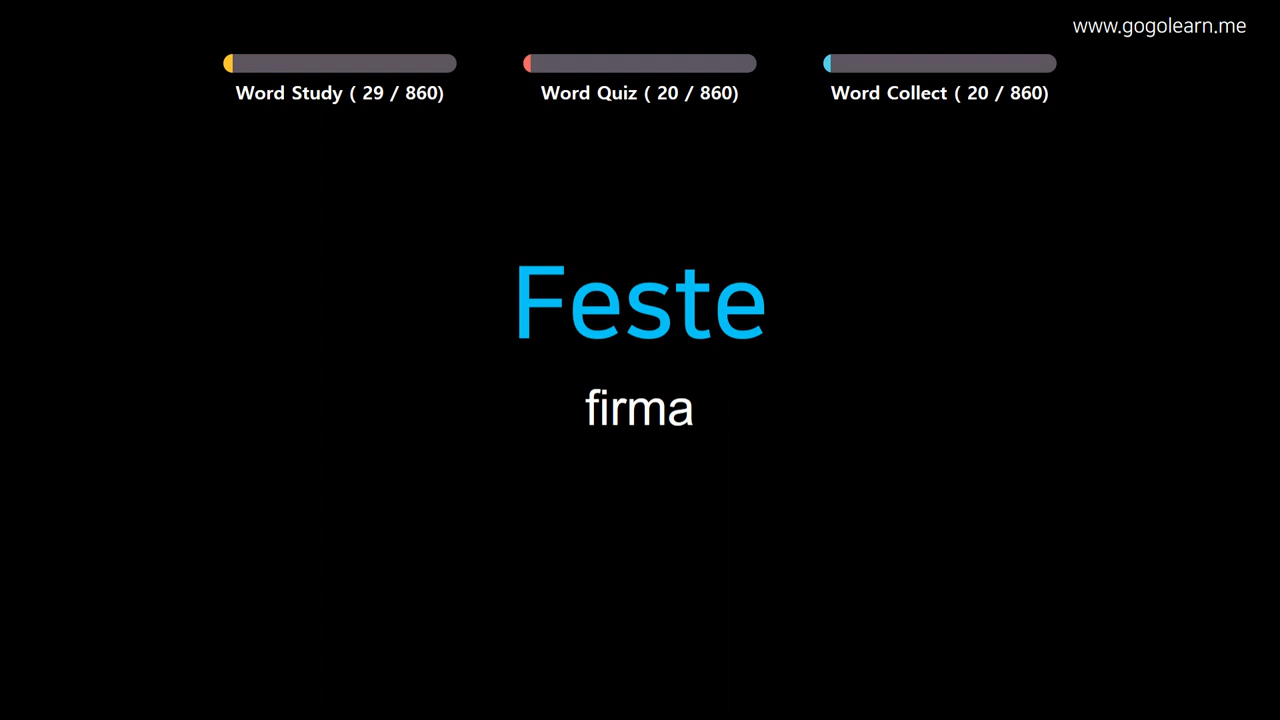 www.gogolearn.me
Word Study ( 29 / 860)
Word Quiz ( 20 / 860)
Word Collect ( 20 / 860)
Feste
firma